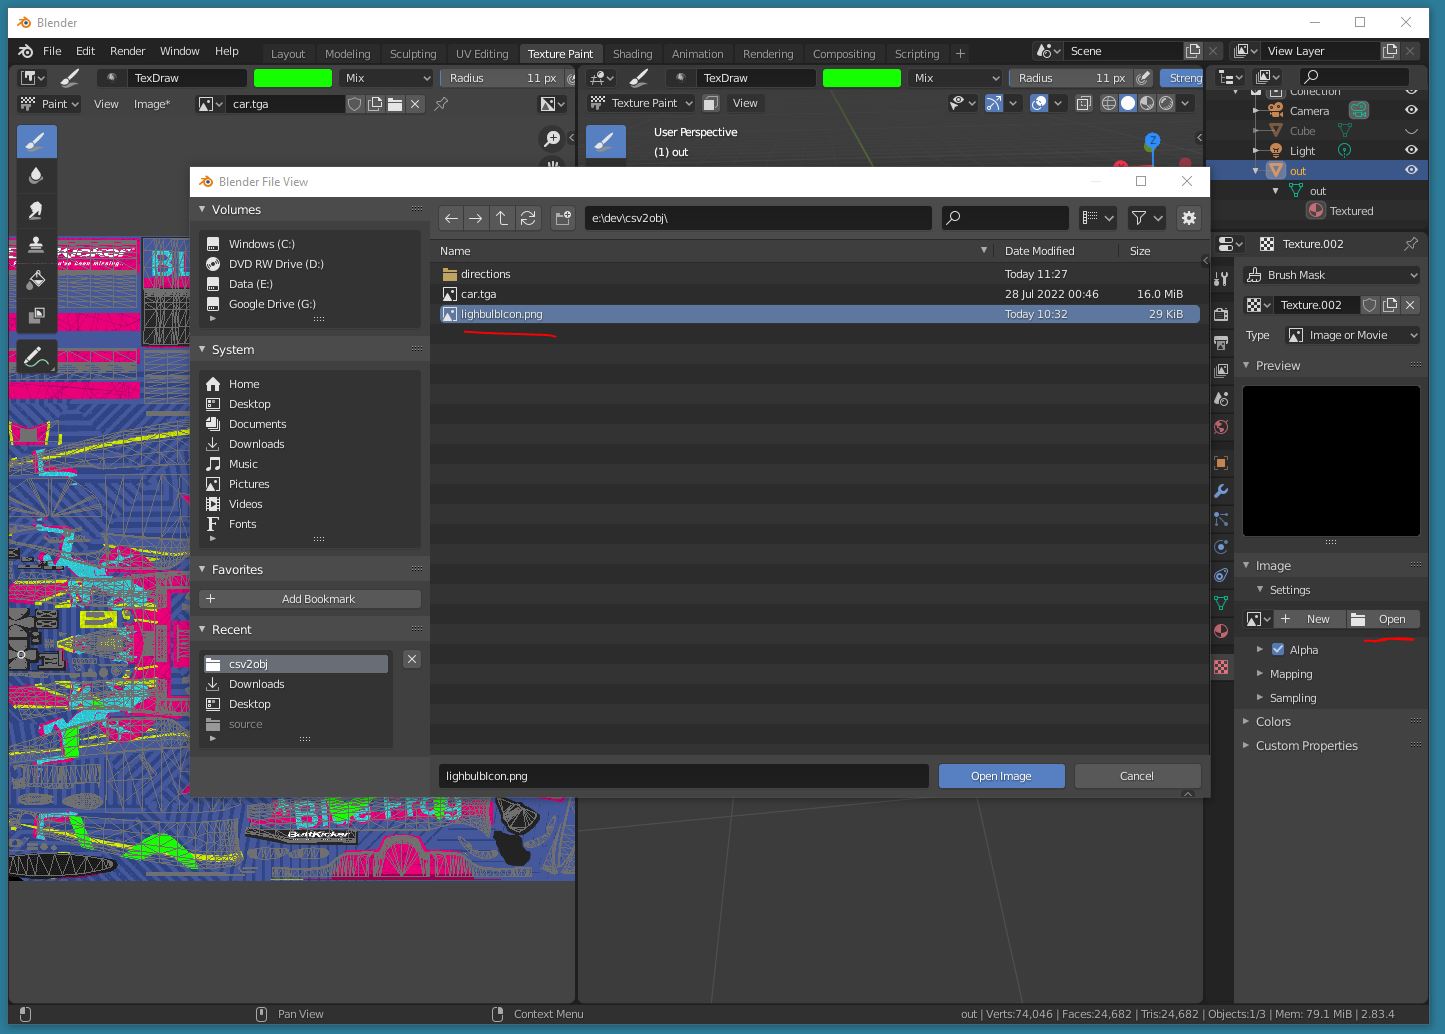 Blender
File Edit Render Window Help Layout Modeling Sculpting UV Editing Texture Paint Shading Animation Rendering Compositing Scripting + Scene View Layer
TexDraw Mix Radius 11 px TexDraw Mix Radius 11 px Streng
Paint View Image* car.tga Texture Paint View
User Perspective
(1) out
Z
Collection
Camera
Cube
Light
out
out
Textured
Blender File View
Volumes
Windows (C:)
DVD RW Drive (D:)
Data (E:)
Google Drive (G:)
System
Home
Desktop
Documents
Downloads
Music
Pictures
Videos
Fonts
Favorites
Add Bookmark
Recent
csv2obj
Downloads
Desktop
source
e:\dev\csv2obj\
Name Date Modified Size
directions Today 11:27
car.tga 28 Jul 2022 00:46 16.0 MiB
lighbulbIcon.png Today 10:32 29 KiB
lighbulbIcon.png Open Image Cancel
Texture.002
Brush Mask
Texture.002
Type Image or Movie
Preview
Image
Settings
New Open
Alpha
Mapping
Sampling
Colors
Custom Properties
Blue Frog
ButtKicker
Pan View Context Menu out | Verts:74,046 | Faces:24,682 | Tris:24,682 | Objects:1/3 | Mem: 79.1 MiB | 2.83.4